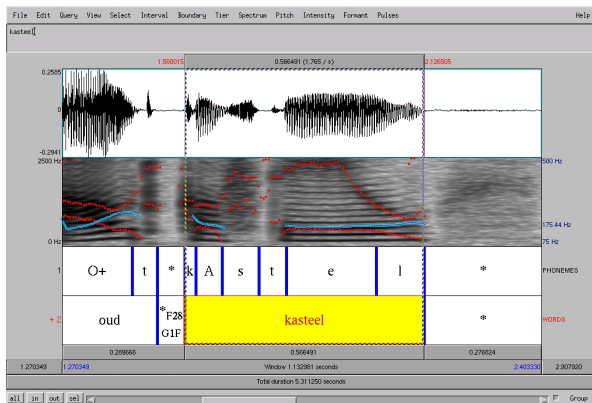 File Edit Query View Select Interval Boundary Tier Spectrum Pitch Intensity Formant Pulses Help
kasteel
1.560015 0.566491 (1.765 / s) 2.126505
0.2585
0
-0.2941
2500 Hz 500 Hz
175.44 Hz
0 Hz 75 Hz
1 O+ t * k A s t e l * PHONEMES
+ 2 oud *F28 kasteel * WORDS
G1F
0.289666 0.566491 0.276824
1.270349 1.270349 Window 1.132981 seconds 2.403330 2.907920
Total duration 5.311250 seconds
all in out sel Group